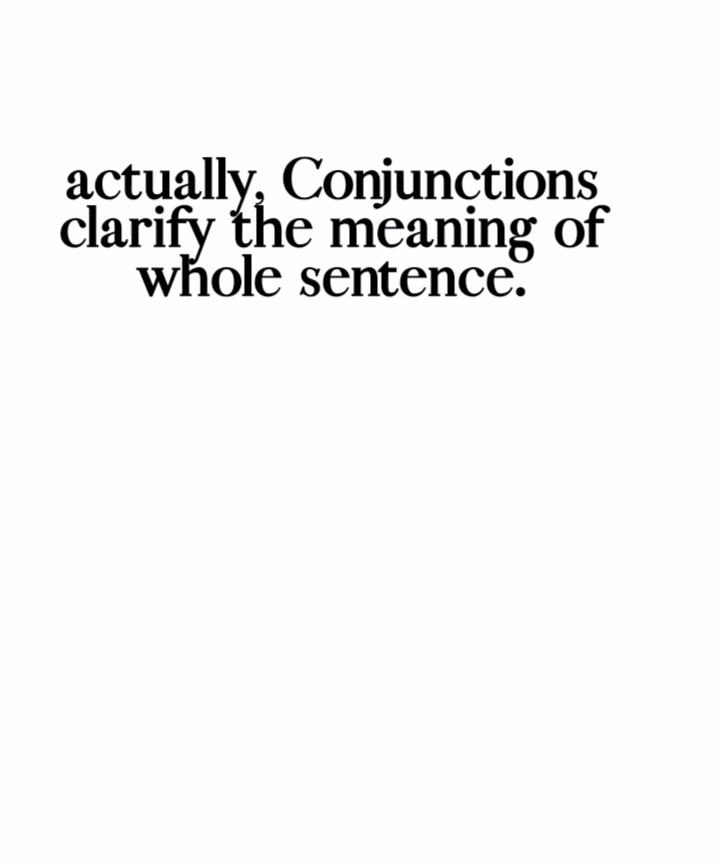 actually, Conjunctions
clarify the meaning of
whole sentence.